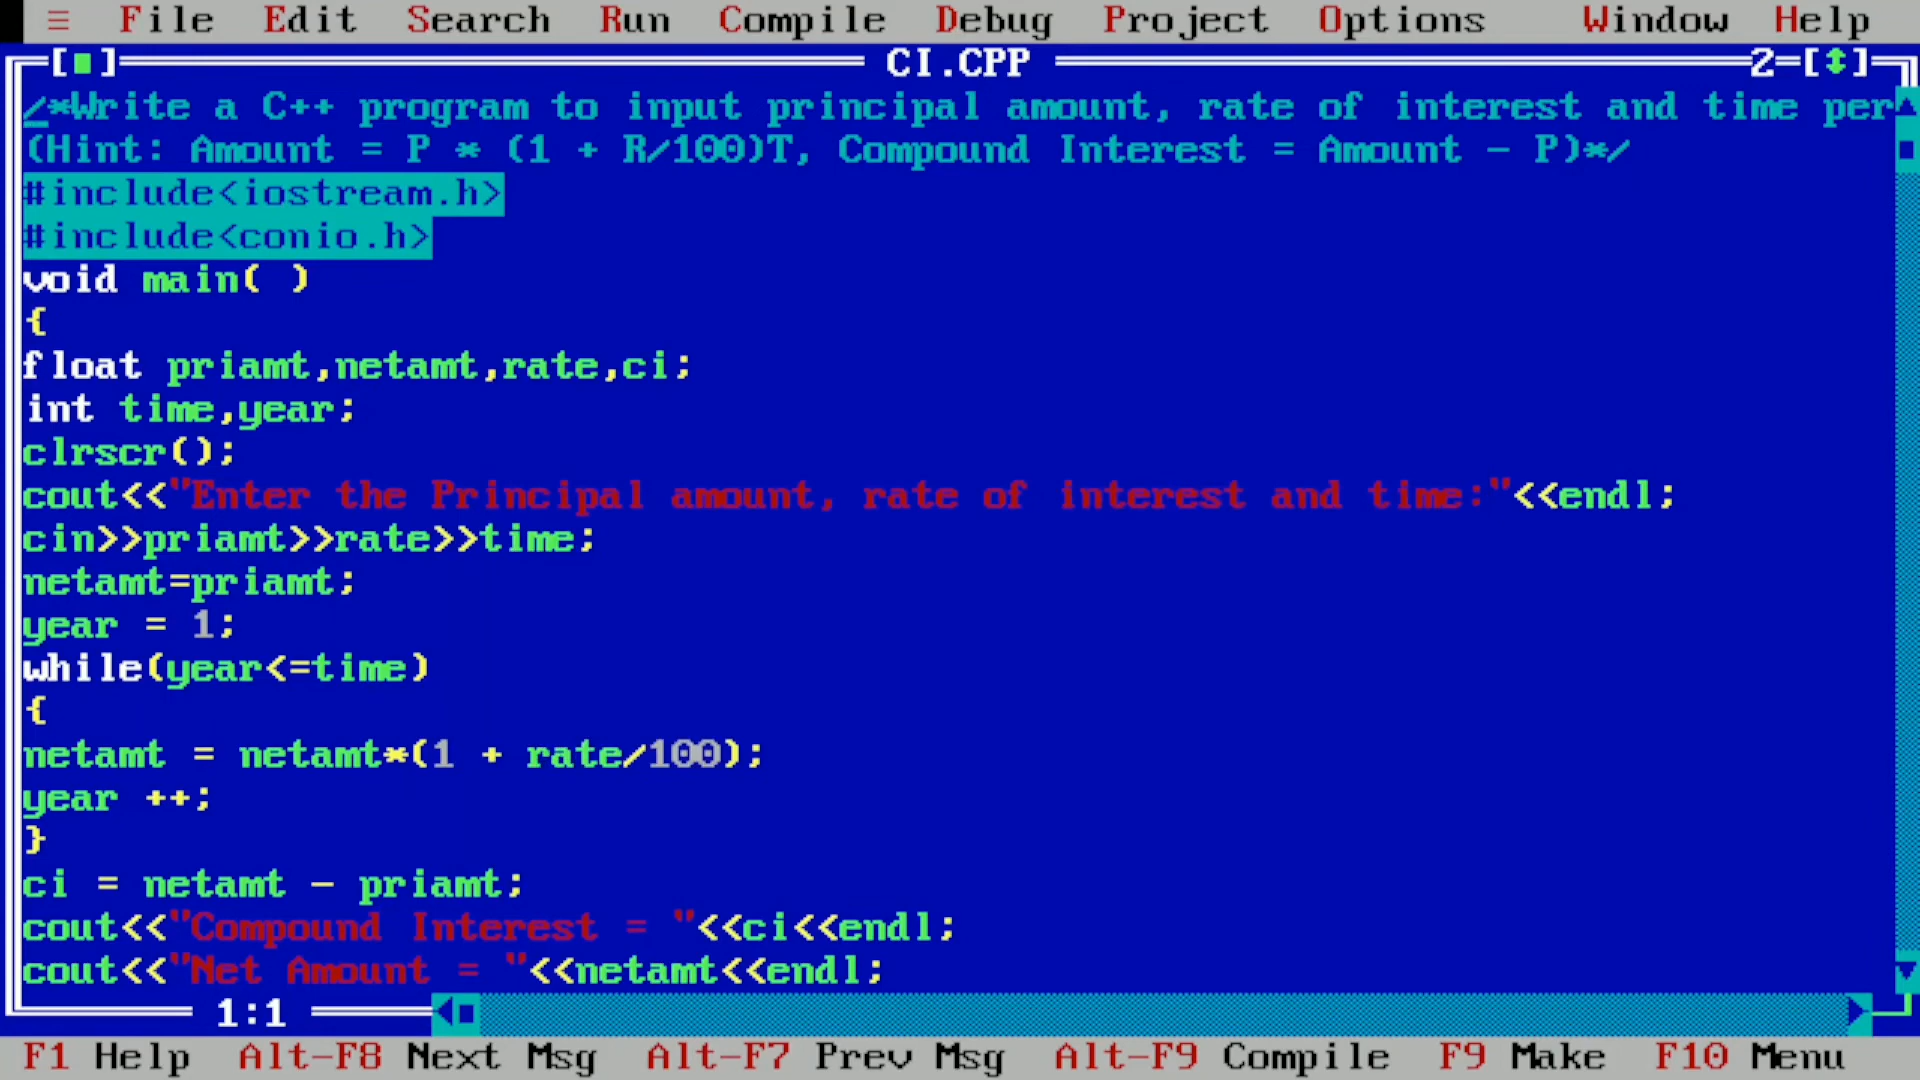 ≡ File Edit Search Run Compile Debug Project Options Window Help
[■] CI.CPP 2=[↕]
/*Write a C++ program to input principal amount, rate of interest and time per
(Hint: Amount = P * (1 + R/100)T, Compound Interest = Amount - P)*/
#include<iostream.h>
#include<conio.h>
void main( )
{
float priamt,netamt,rate,ci;
int time,year;
clrscr();
cout<<"Enter the Principal amount, rate of interest and time:"<<endl;
cin>>priamt>>rate>>time;
netamt=priamt;
year = 1;
while(year<=time)
{
netamt = netamt*(1 + rate/100);
year ++;
}
ci = netamt - priamt;
cout<<"Compound Interest = "<<ci<<endl;
cout<<"Net Amount = "<<netamt<<endl;
1:1
F1 Help Alt-F8 Next Msg Alt-F7 Prev Msg Alt-F9 Compile F9 Make F10 Menu